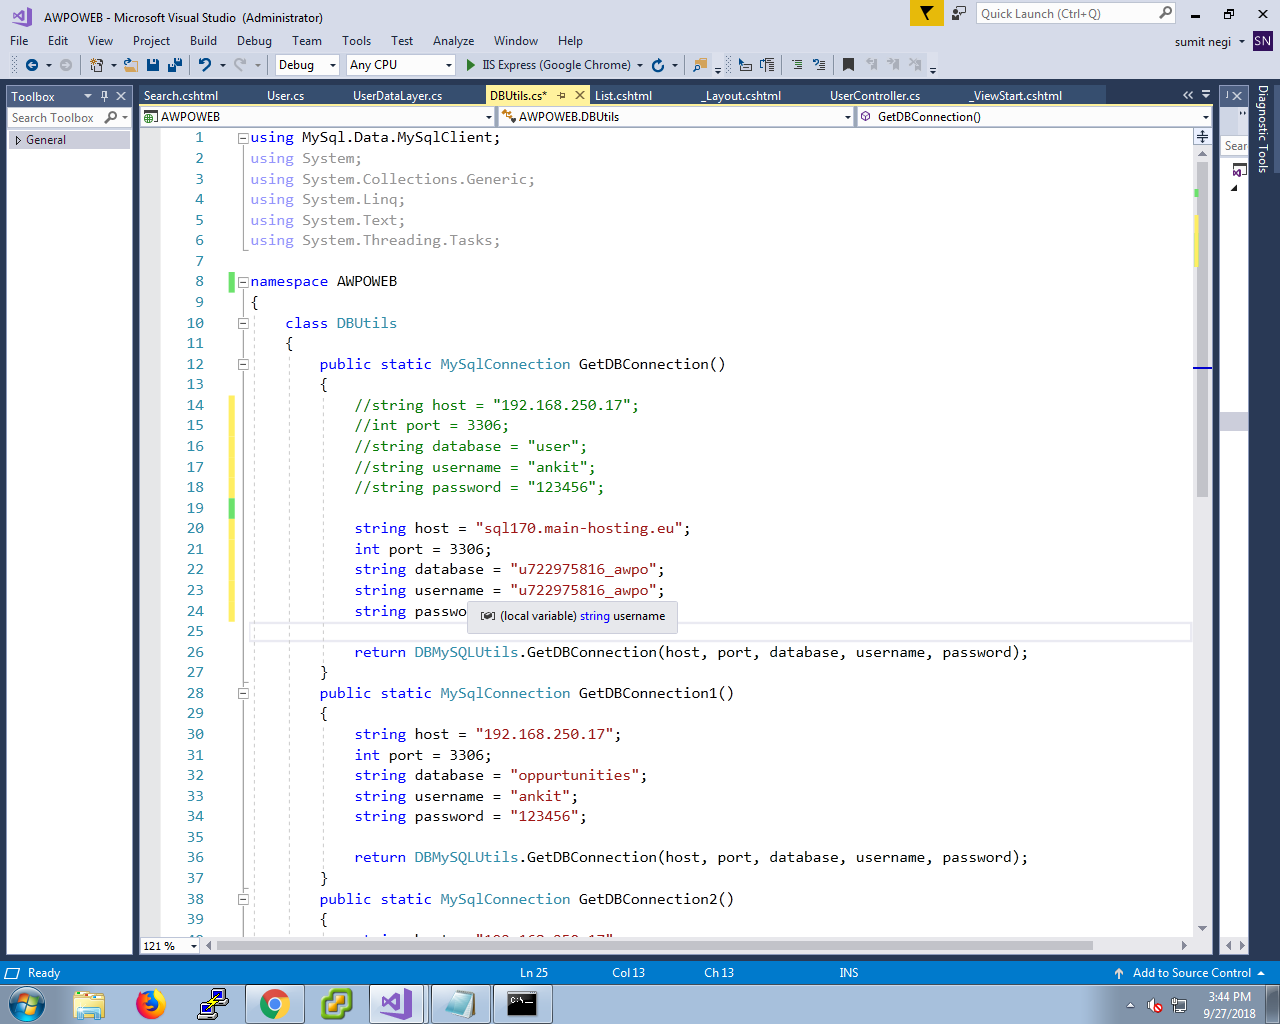 AWPOWEB - Microsoft Visual Studio (Administrator)
Quick Launch (Ctrl+Q)
File Edit View Project Build Debug Team Tools Test Analyze Window Help
sumit negi SN
Debug Any CPU IIS Express (Google Chrome)
Toolbox
Search Toolbox
General
Search.cshtml User.cs UserDataLayer.cs DBUtils.cs* List.cshtml _Layout.cshtml UserController.cs _ViewStart.cshtml
AWPOWEB AWPOWEB.DBUtils GetDBConnection()
Sear
Diagnostic Tools
1 using MySql.Data.MySqlClient;
2 using System;
3 using System.Collections.Generic;
4 using System.Linq;
5 using System.Text;
6 using System.Threading.Tasks;
7
8 namespace AWPOWEB
9 {
10 class DBUtils
11 {
12 public static MySqlConnection GetDBConnection()
13 {
14 //string host = "192.168.250.17";
15 //int port = 3306;
16 //string database = "user";
17 //string username = "ankit";
18 //string password = "123456";
19
20 string host = "sql170.main-hosting.eu";
21 int port = 3306;
22 string database = "u722975816_awpo";
23 string username = "u722975816_awpo";
24 string passwo
(local variable) string username
25
26 return DBMySQLUtils.GetDBConnection(host, port, database, username, password);
27 }
28 public static MySqlConnection GetDBConnection1()
29 {
30 string host = "192.168.250.17";
31 int port = 3306;
32 string database = "oppurtunities";
33 string username = "ankit";
34 string password = "123456";
35
36 return DBMySQLUtils.GetDBConnection(host, port, database, username, password);
37 }
38 public static MySqlConnection GetDBConnection2()
39 {
121 %
Ready Ln 25 Col 13 Ch 13 INS Add to Source Control
3:44 PM
9/27/2018